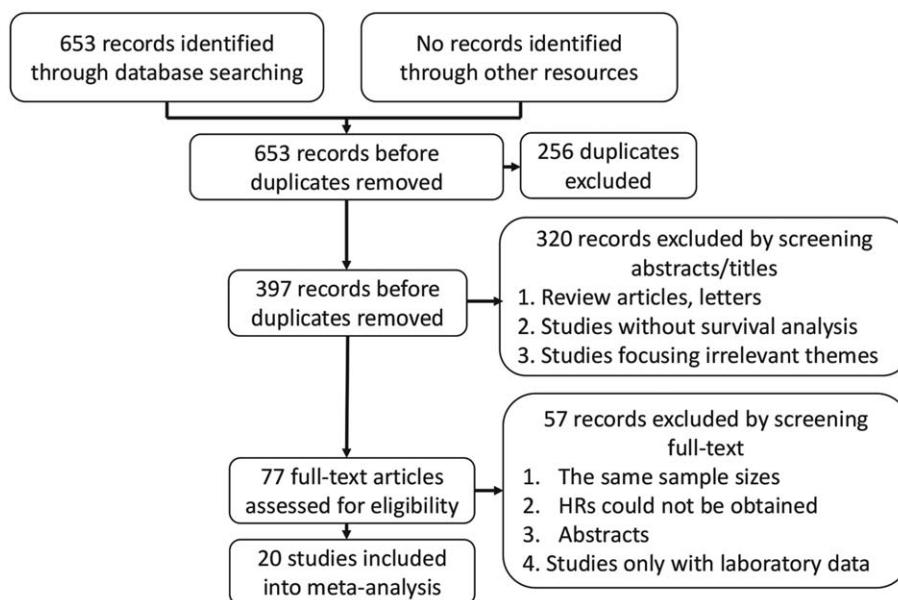 653 records identified
through database searching
No records identified
through other resources
653 records before
duplicates removed
256 duplicates
excluded
320 records excluded by screening
abstracts/titles
1. Review articles, letters
2. Studies without survival analysis
3. Studies focusing irrelevant themes
397 records before
duplicates removed
57 records excluded by screening
full-text
1. The same sample sizes
2. HRs could not be obtained
3. Abstracts
4. Studies only with laboratory data
77 full-text articles
assessed for eligibility
20 studies included
into meta-analysis